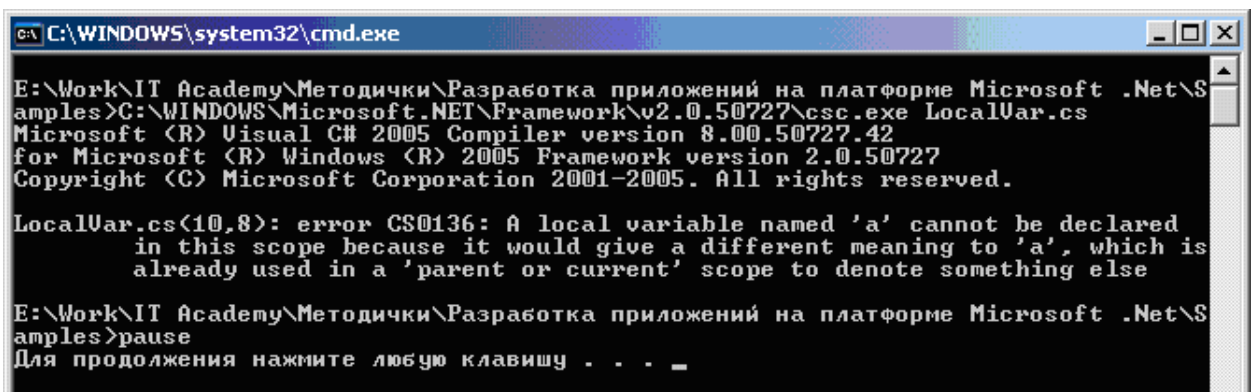 C:\WINDOWS\system32\cmd.exe
E:\Work\IT Academy\Методички\Разработка приложений на платформе Microsoft .Net\S
amples>C:\WINDOWS\Microsoft.NET\Framework\v2.0.50727\csc.exe LocalVar.cs
Microsoft (R) Visual C# 2005 Compiler version 8.00.50727.42
for Microsoft (R) Windows (R) 2005 Framework version 2.0.50727
Copyright (C) Microsoft Corporation 2001-2005. All rights reserved.
LocalVar.cs(10,8): error CS0136: A local variable named 'a' cannot be declared
in this scope because it would give a different meaning to 'a', which is
already used in a 'parent or current' scope to denote something else
E:\Work\IT Academy\Методички\Разработка приложений на платформе Microsoft .Net\S
amples>pause
Для продолжения нажмите любую клавишу . . . _